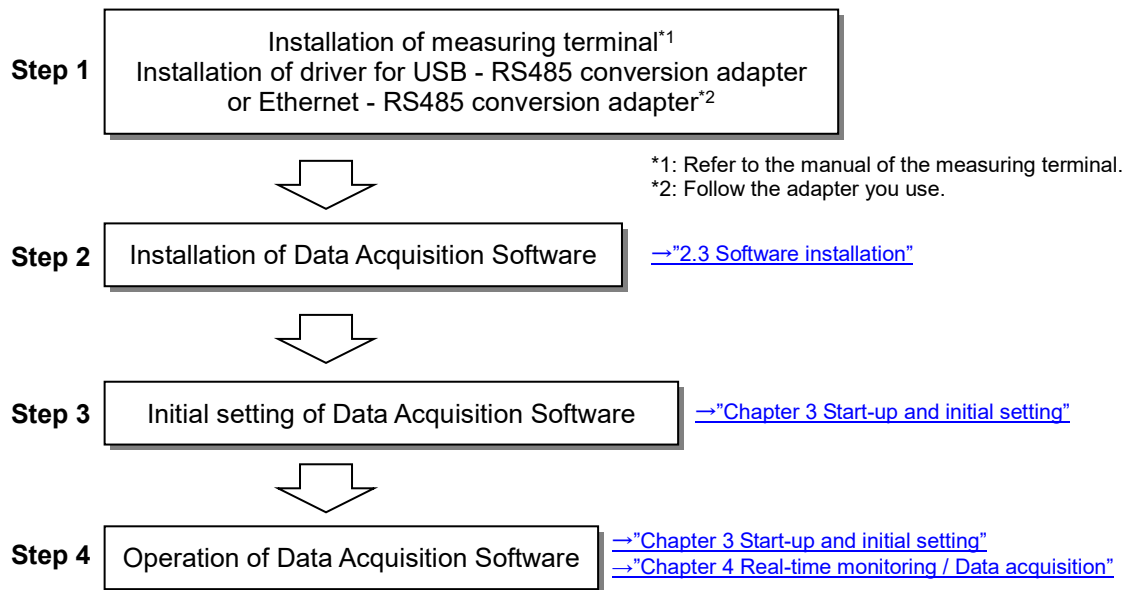 Step 1
Installation of measuring terminal*1
Installation of driver for USB - RS485 conversion adapter
or Ethernet - RS485 conversion adapter*2
*1: Refer to the manual of the measuring terminal.
*2: Follow the adapter you use.
Step 2
Installation of Data Acquisition Software
→”2.3 Software installation”
Step 3
Initial setting of Data Acquisition Software
→”Chapter 3 Start-up and initial setting”
Step 4
Operation of Data Acquisition Software
→”Chapter 3 Start-up and initial setting”
→”Chapter 4 Real-time monitoring / Data acquisition”